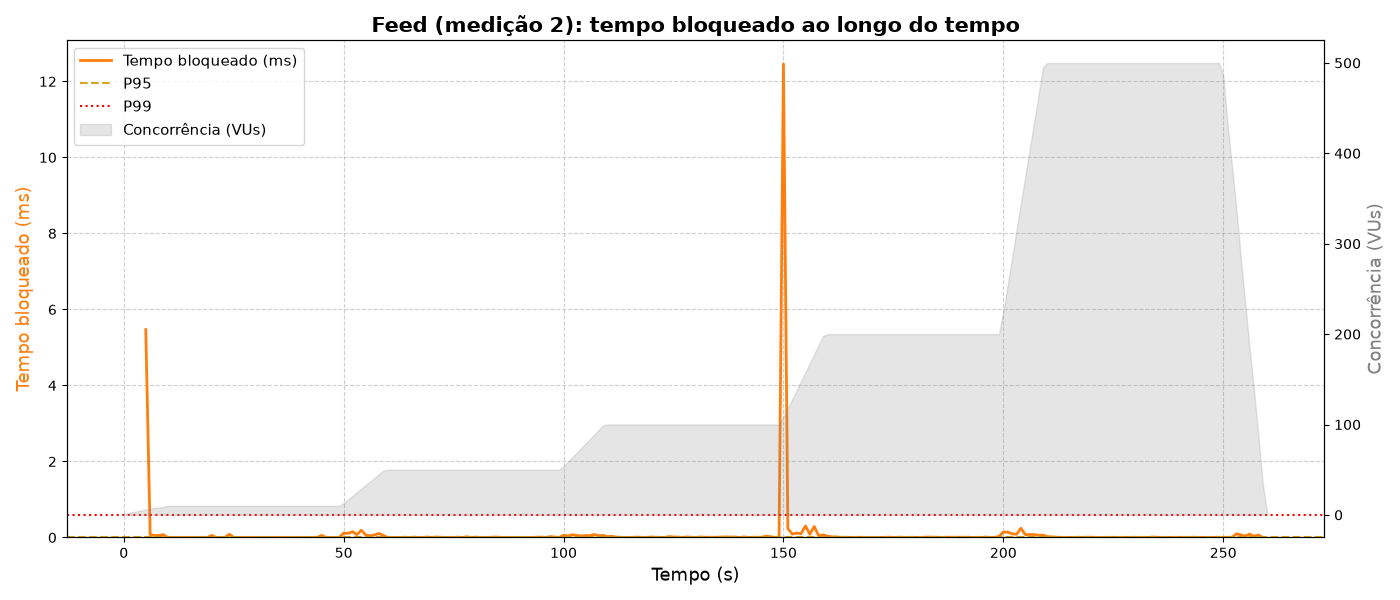 Feed (medição 2): tempo bloqueado ao longo do tempo
Tempo bloqueado (ms)
P95
P99
Concorrência (VUs)
Tempo bloqueado (ms)
12
10
8
6
4
2
0
500
400
300
200
100
0
Concorrência (VUs)
0
50
100
150
200
250
Tempo (s)